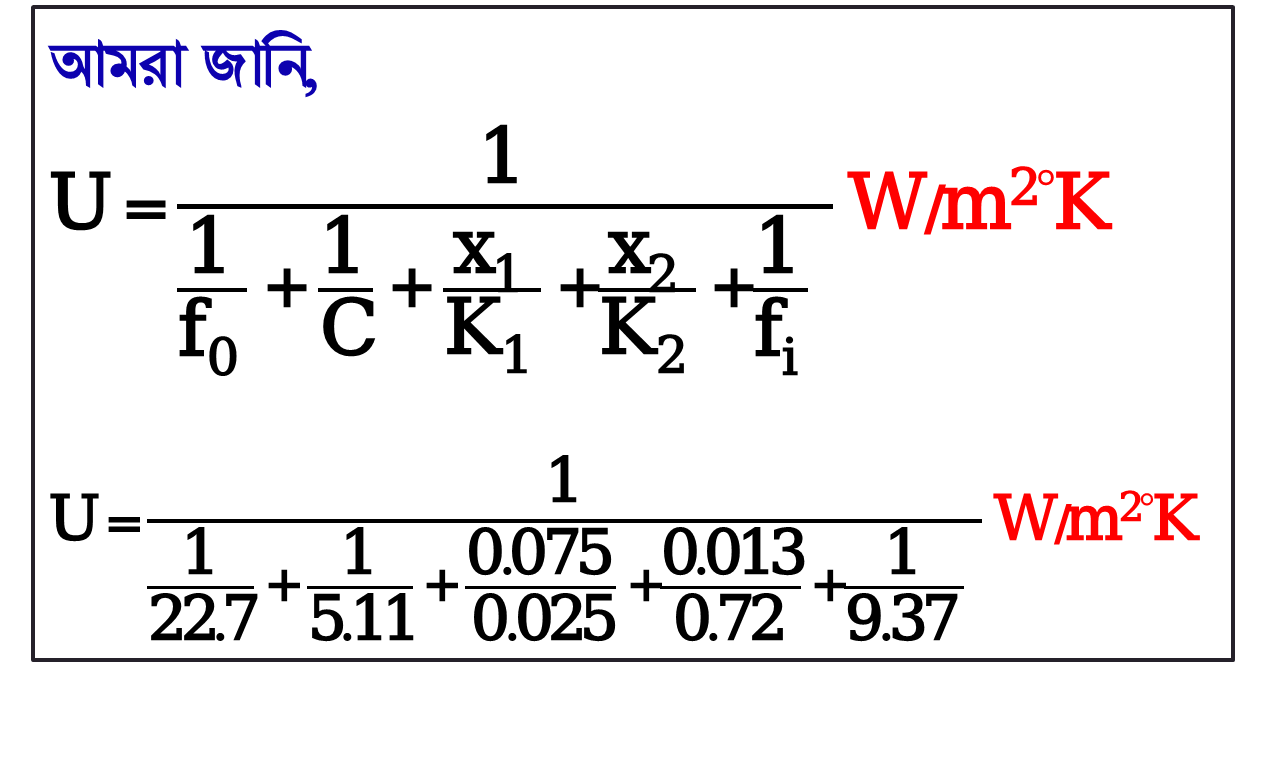 আমরা জানি,
U = 1 / (1/f₀ + 1/C + x₁/K₁ + x₂/K₂ + 1/fᵢ) W/m²°K
U = 1 / (1/22.7 + 1/5.11 + 0.075/0.025 + 0.013/0.72 + 1/9.37) W/m²°K